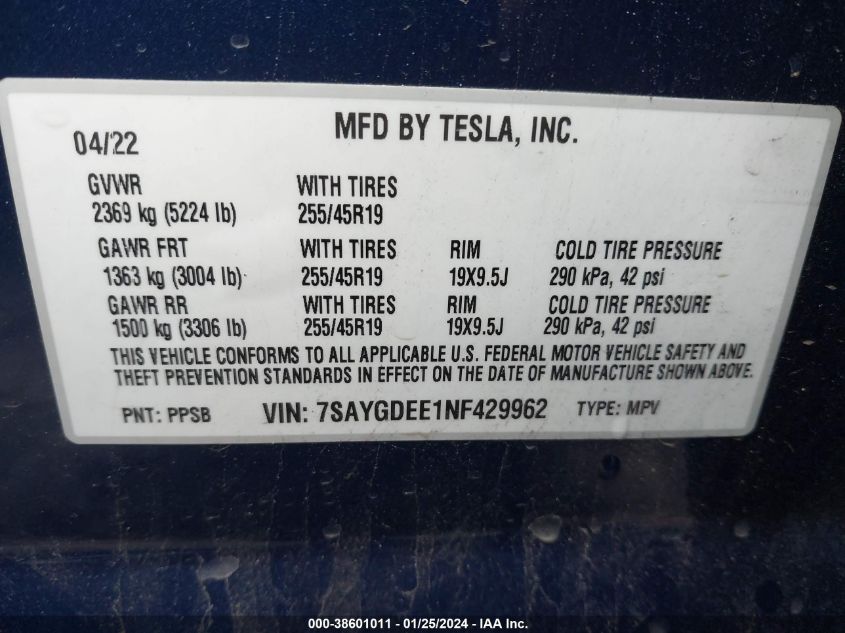 MFD BY TESLA, INC.
04/22
GVWR WITH TIRES
2369 kg (5224 lb) 255/45R19
GAWR FRT WITH TIRES RIM COLD TIRE PRESSURE
1363 kg (3004 lb) 255/45R19 19X9.5J 290 kPa, 42 psi
GAWR RR WITH TIRES RIM COLD TIRE PRESSURE
1500 kg (3306 lb) 255/45R19 19X9.5J 290 kPa, 42 psi
THIS VEHICLE CONFORMS TO ALL APPLICABLE U.S. FEDERAL MOTOR VEHICLE SAFETY AND
THEFT PREVENTION STANDARDS IN EFFECT ON THE DATE OF MANUFACTURE SHOWN ABOVE.
PNT: PPSB VIN: 7SAYGDEE1NF429962 TYPE: MPV
000-38601011 - 01/25/2024 - IAA Inc.